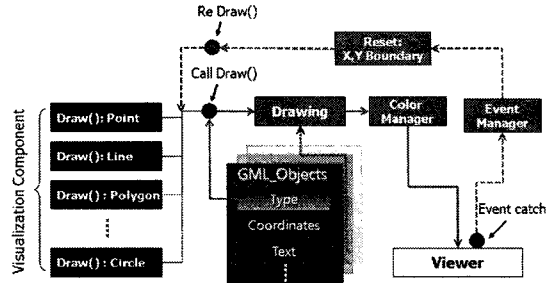 Re Draw()
Reset:
X,Y Boundary
Call Draw()
Visualization Component
Draw(): Point
Draw(): Line
Draw() : Polygon
Draw() : Circle
Drawing
Color
Manager
Event
Manager
GML_Objects
Type
Coordinates
Text
Event catch
Viewer